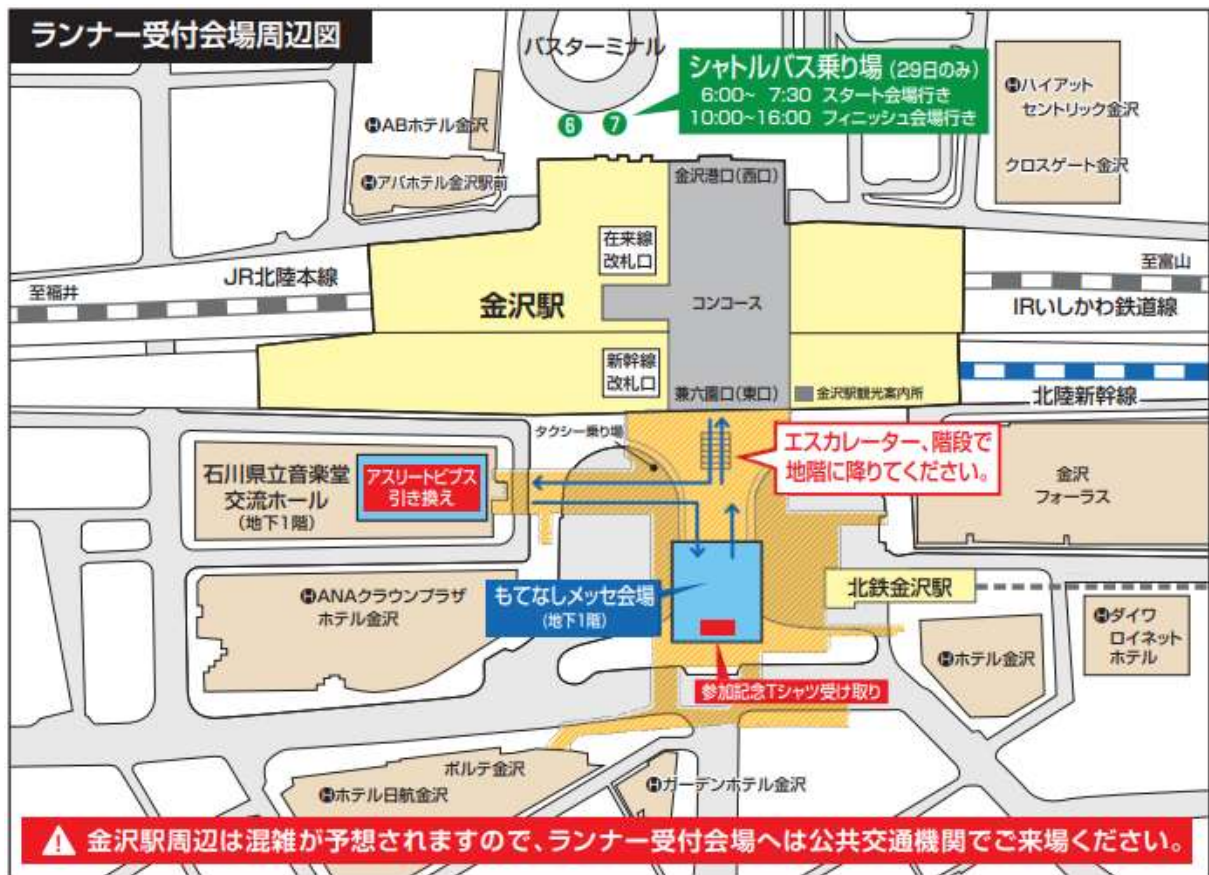 ランナー受付会場周辺図
バスターミナル
シャトルバス乗り場 (29日のみ)
6:00~ 7:30 スタート会場行き
10:00~16:00 フィニッシュ会場行き
6
7
HABホテル金沢
Hアパホテル金沢駅前
Hハイアット
セントリック金沢
クロスゲート金沢
金沢港口(西口)
在来線
改札口
JR北陸本線
至福井
金沢駅
コンコース
至富山
IRいしかわ鉄道線
新幹線
改札口
兼六園口(東口)
金沢駅観光案内所
北陸新幹線
タクシー乗り場
エスカレーター、階段で
地階に降りてください。
石川県立音楽堂
交流ホール
(地下1階)
アスリートビブス
引き換え
金沢
フォーラス
HANAクラウンプラザ
ホテル金沢
もてなしメッセ会場
(地下1階)
北鉄金沢駅
Hホテル金沢
Hダイワ
ロイネット
ホテル
参加記念Tシャツ受け取り
ポルテ金沢
Hホテル日航金沢
Hガーデンホテル金沢
金沢駅周辺は混雑が予想されますので、ランナー受付会場へは公共交通機関でご来場ください。